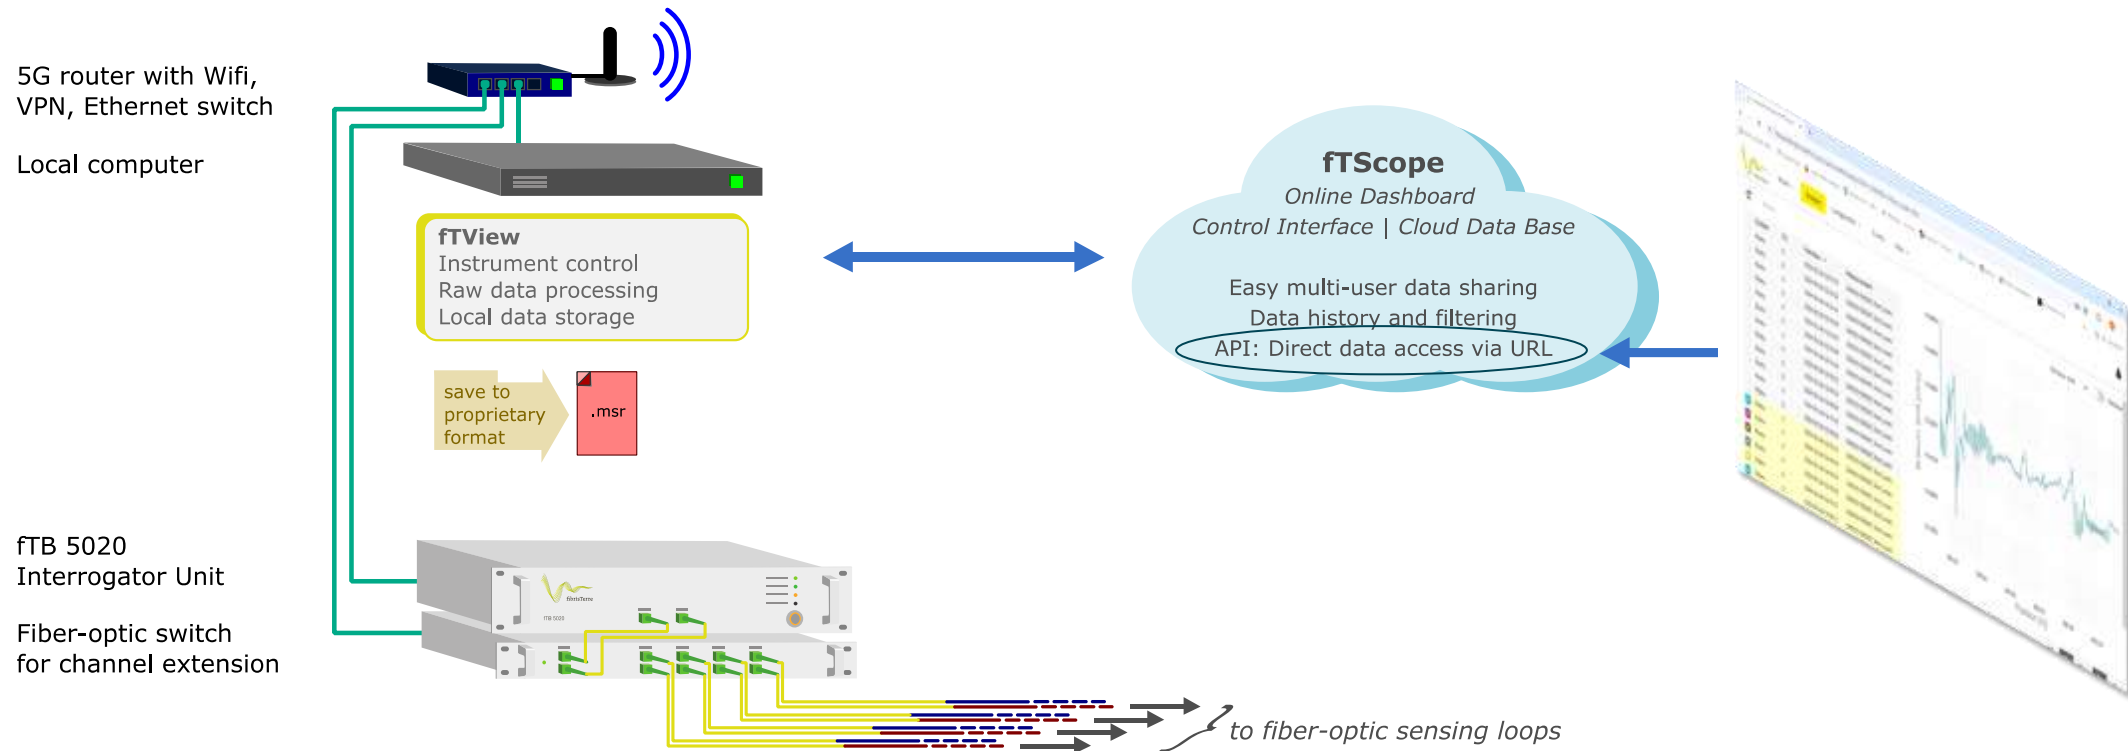 5G router with Wifi,
VPN, Ethernet switch
Local computer
fTView
Instrument control
Raw data processing
Local data storage
save to
proprietary
format
.msr
fTScope
Online Dashboard
Control Interface | Cloud Data Base
Easy multi-user data sharing
Data history and filtering
API: Direct data access via URL
fTB 5020
Interrogator Unit
Fiber-optic switch
for channel extension
fibrisTerre
fTB 5020
to fiber-optic sensing loops